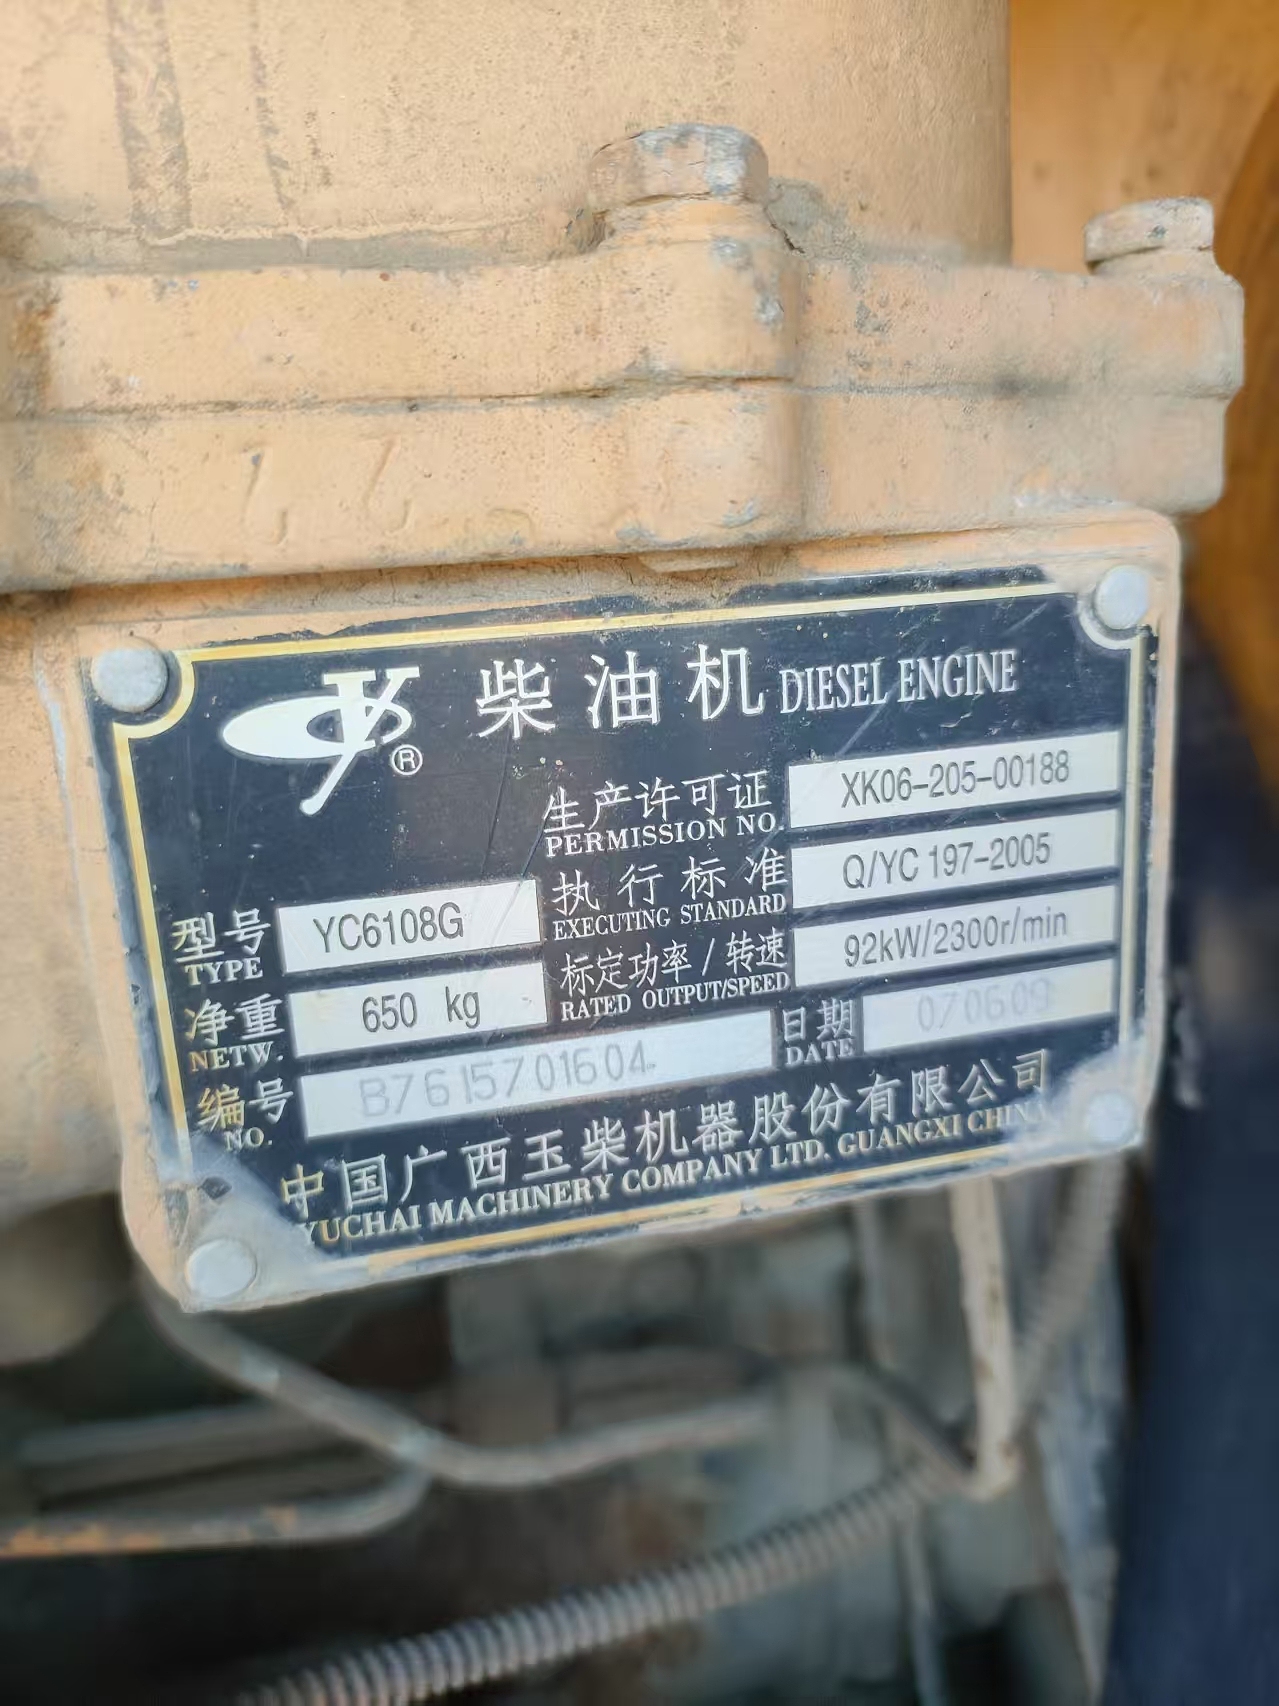 柴油机 DIESEL ENGINE
®
生产许可证 XK06-205-00188
PERMISSION NO.
执行标准 Q/YC 197-2005
EXECUTING STANDARD
型号 YC6108G
TYPE
标定功率/转速 92kW/2300r/min
RATED OUTPUT/SPEED
净重 650 kg
NETW.
日期 070609
DATE
编号 B7615701604
NO.
中国广西玉柴机器股份有限公司
YUCHAI MACHINERY COMPANY LTD. GUANGXI CHINA